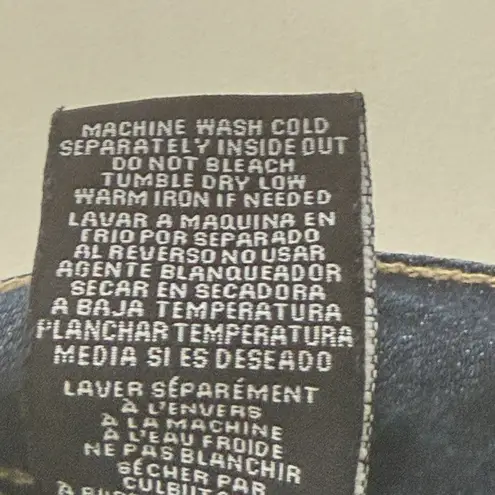 MACHINE WASH COLD
SEPARATELY INSIDE OUT
DO NOT BLEACH
TUMBLE DRY LOW
WARM IRON IF NEEDED
LAVAR A MAQUINA EN
FRIO POR SEPARADO
AL REVERSO NO USAR
AGENTE BLANQUEADOR
SECAR EN SECADORA
A BAJA TEMPERATURA
PLANCHAR TEMPERATURA
MEDIA SI ES DESEADO
LAVER SÉPARÉMENT
À L'ENVERS
À LA MACHINE
À L'EAU FROIDE
NE PAS BLANCHIR
SÉCHER PAR